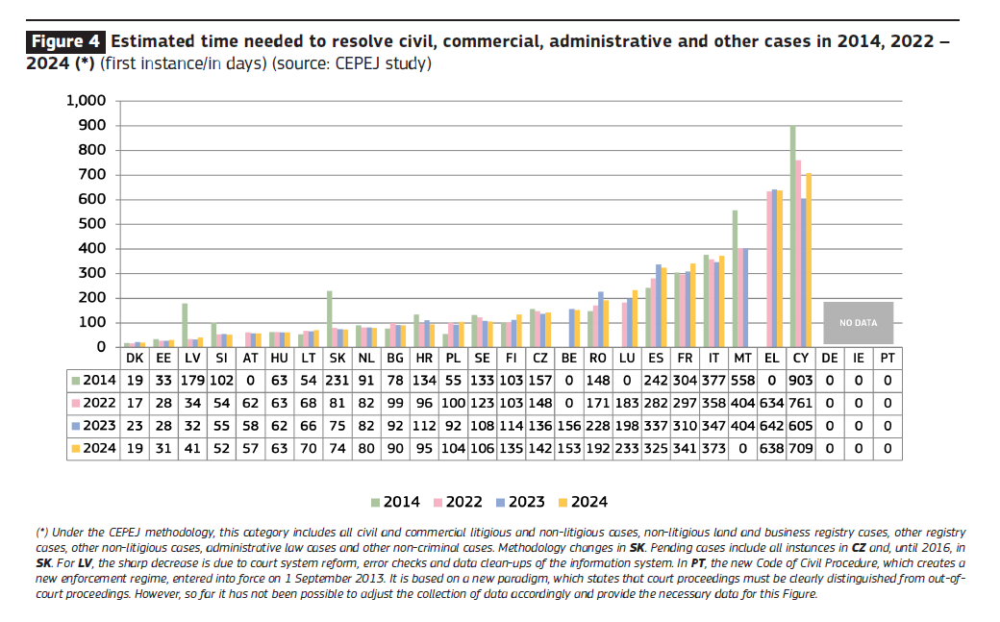 Figure 4 Estimated time needed to resolve civil, commercial, administrative and other cases in 2014, 2022 –
2024 (*) (first instance/in days) (source: CEPEJ study)
1,000
900
800
700
600
500
400
300
200
100
0
NO DATA
DK EE LV SI AT HU LT SK NL BG HR PL SE FI CZ BE RO LU ES FR IT MT EL CY DE IE PT
2014 19 33 179 102 0 63 54 231 91 78 134 55 133 103 157 0 148 0 242 304 377 558 0 903 0 0 0
2022 17 28 34 54 62 63 68 81 82 99 96 100 123 103 148 0 171 183 282 297 358 404 634 761 0 0 0
2023 23 28 32 55 58 62 66 75 82 92 112 92 108 114 136 156 228 198 337 310 347 404 642 605 0 0 0
2024 19 31 41 52 57 63 70 74 80 90 95 104 106 135 142 153 192 233 325 341 373 0 638 709 0 0 0
2014 2022 2023 2024
(*) Under the CEPEJ methodology, this category includes all civil and commercial litigious and non-litigious cases, non-litigious land and business registry cases, other registry
cases, other non-litigious cases, administrative law cases and other non-criminal cases. Methodology changes in SK. Pending cases include all instances in CZ and, until 2016, in
SK. For LV, the sharp decrease is due to court system reform, error checks and data clean-ups of the information system. In PT, the new Code of Civil Procedure, which creates a
new enforcement regime, entered into force on 1 September 2013. It is based on a new paradigm, which states that court proceedings must be clearly distinguished from out-of-
court proceedings. However, so far it has not been possible to adjust the collection of data accordingly and provide the necessary data for this Figure.